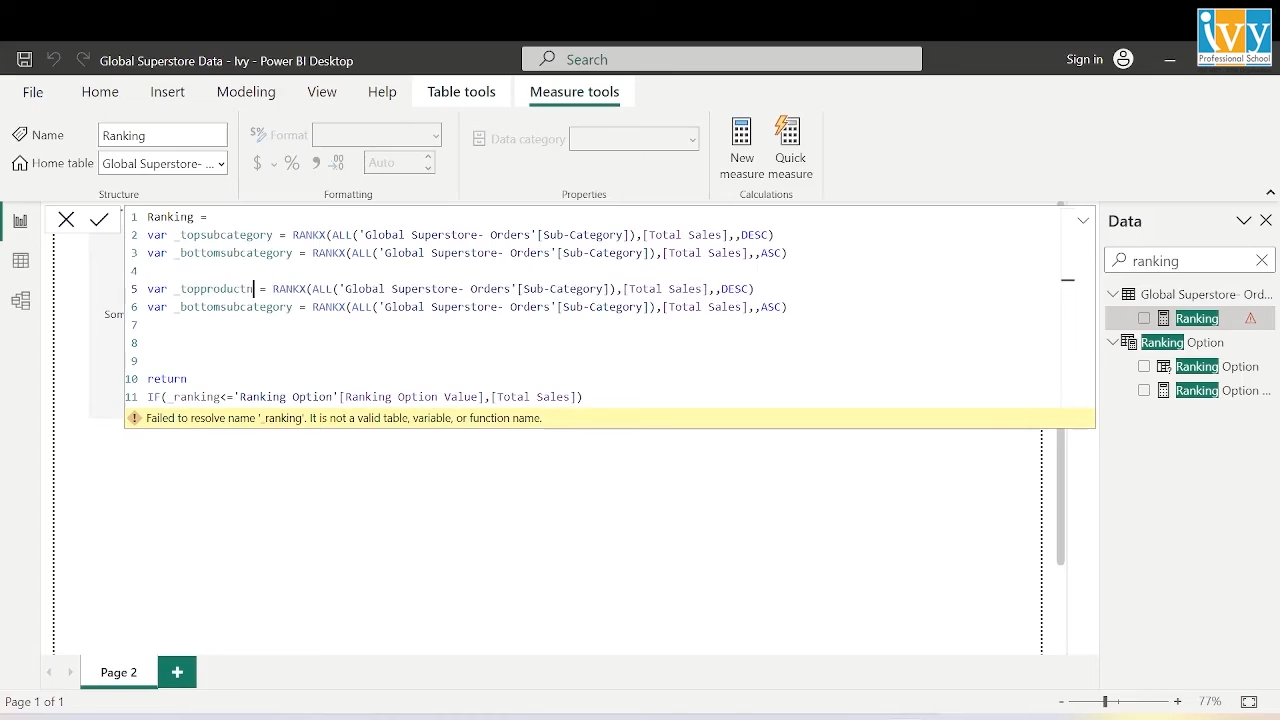 ivy
Professional School
Global Superstore Data - Ivy - Power BI Desktop
Search
Sign in
File
Home
Insert
Modeling
View
Help
Table tools
Measure tools
Name
Ranking
Format
Data category
New
measure
Quick
measure
Home table
Global Superstore- ...
$
%
Auto
Structure
Formatting
Properties
Calculations
1 Ranking =
2 var _topsubcategory = RANKX(ALL('Global Superstore- Orders'[Sub-Category]),[Total Sales],,DESC)
3 var _bottomsubcategory = RANKX(ALL('Global Superstore- Orders'[Sub-Category]),[Total Sales],,ASC)
4
5 var _topproductn = RANKX(ALL('Global Superstore- Orders'[Sub-Category]),[Total Sales],,DESC)
6 var _bottomsubcategory = RANKX(ALL('Global Superstore- Orders'[Sub-Category]),[Total Sales],,ASC)
7
8
9
10 return
11 IF(_ranking<='Ranking Option'[Ranking Option Value],[Total Sales])
Failed to resolve name '_ranking'. It is not a valid table, variable, or function name.
Som
Data
ranking
Global Superstore- Ord...
Ranking
Ranking Option
Ranking Option
Ranking Option ...
Page 2
Page 1 of 1
77%